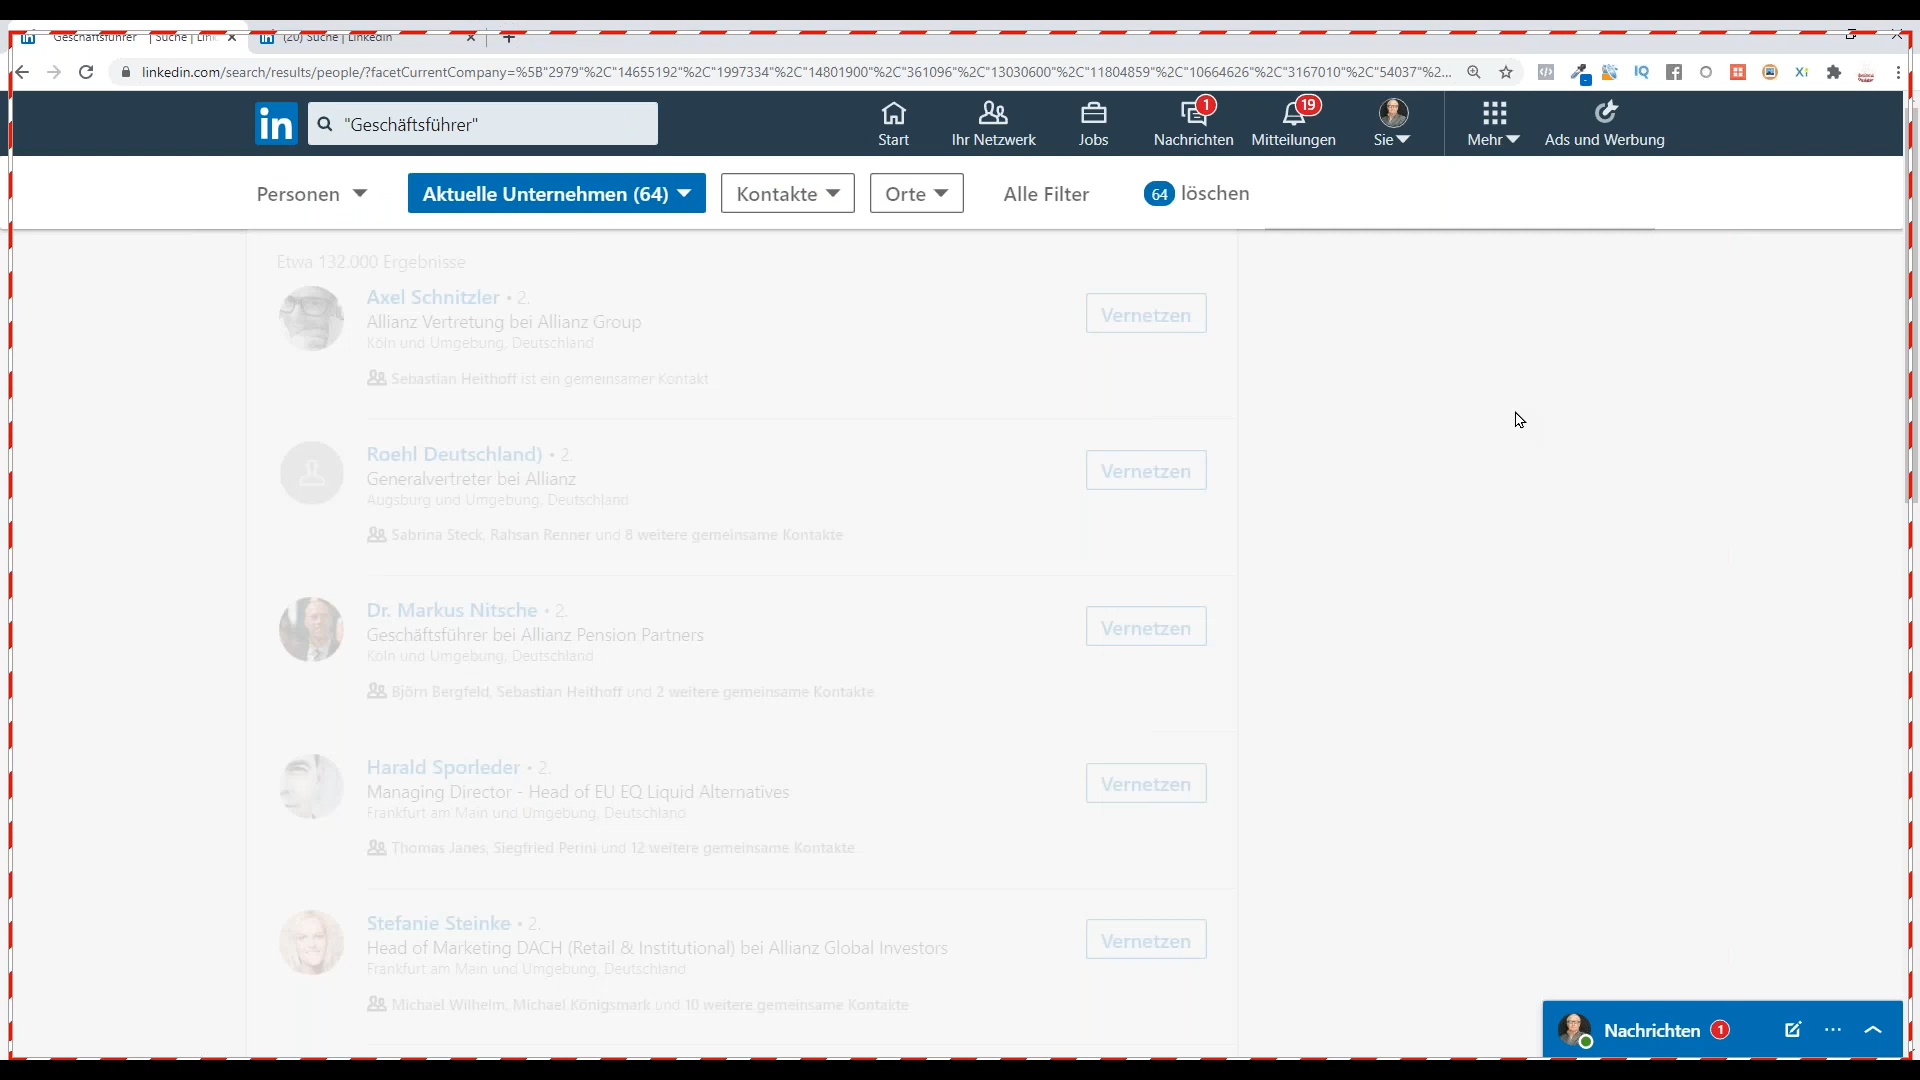 "Geschäftsführer" | Suche | Link
(20) Suche | LinkedIn
linkedin.com/search/results/people/?facetCurrentCompany=%5B"2979"%2C"14655192"%2C"1997334"%2C"14801900"%2C"361096"%2C"13030600"%2C"11804859"%2C"10664626"%2C"3167010"%2C"54037"%2...
in
"Geschäftsführer"
Start
Ihr Netzwerk
Jobs
1
Nachrichten
19
Mitteilungen
Sie
Mehr
Ads und Werbung
Personen
Aktuelle Unternehmen (64)
Kontakte
Orte
Alle Filter
64 löschen
Etwa 132.000 Ergebnisse
Axel Schnitzler • 2.
Allianz Vertretung bei Allianz Group
Köln und Umgebung, Deutschland
Sebastian Heithoff ist ein gemeinsamer Kontakt
Vernetzen
Roehl Deutschland) • 2.
Generalvertreter bei Allianz
Augsburg und Umgebung, Deutschland
Sabrina Steck, Rahsan Renner und 8 weitere gemeinsame Kontakte
Vernetzen
Dr. Markus Nitsche • 2.
Geschäftsführer bei Allianz Pension Partners
Köln und Umgebung, Deutschland
Björn Bergfeld, Sebastian Heithoff und 2 weitere gemeinsame Kontakte
Vernetzen
Harald Sporleder • 2.
Managing Director - Head of EU EQ Liquid Alternatives
Frankfurt am Main und Umgebung, Deutschland
Thomas Janes, Siegfried Perini und 12 weitere gemeinsame Kontakte
Vernetzen
Stefanie Steinke • 2.
Head of Marketing DACH (Retail & Institutional) bei Allianz Global Investors
Frankfurt am Main und Umgebung, Deutschland
Michael Wilhelm, Michael Königsmark und 10 weitere gemeinsame Kontakte
Vernetzen
Nachrichten 1